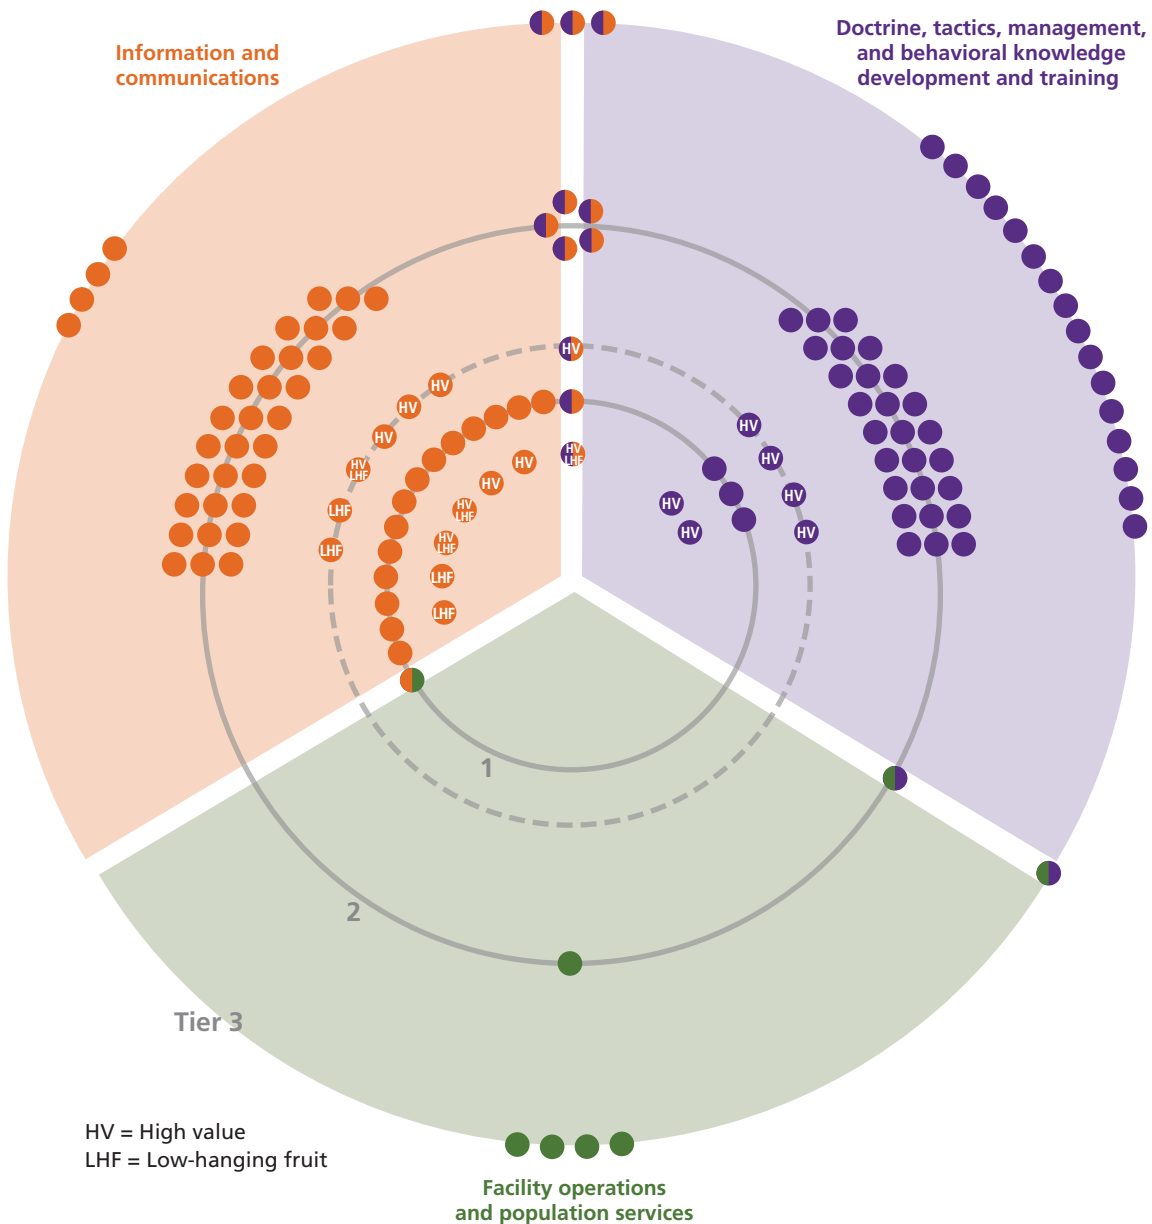 Information and
communications
Doctrine, tactics, management,
and behavioral knowledge
development and training
HV
HV
HV
HV
HV
LHF
LHF
LHF
HV
LHF
HV
HV
HV
LHF
HV
LHF
LHF
LHF
HV
HV
HV
HV
HV
HV
1
2
Tier 3
HV = High value
LHF = Low-hanging fruit
Facility operations
and population services